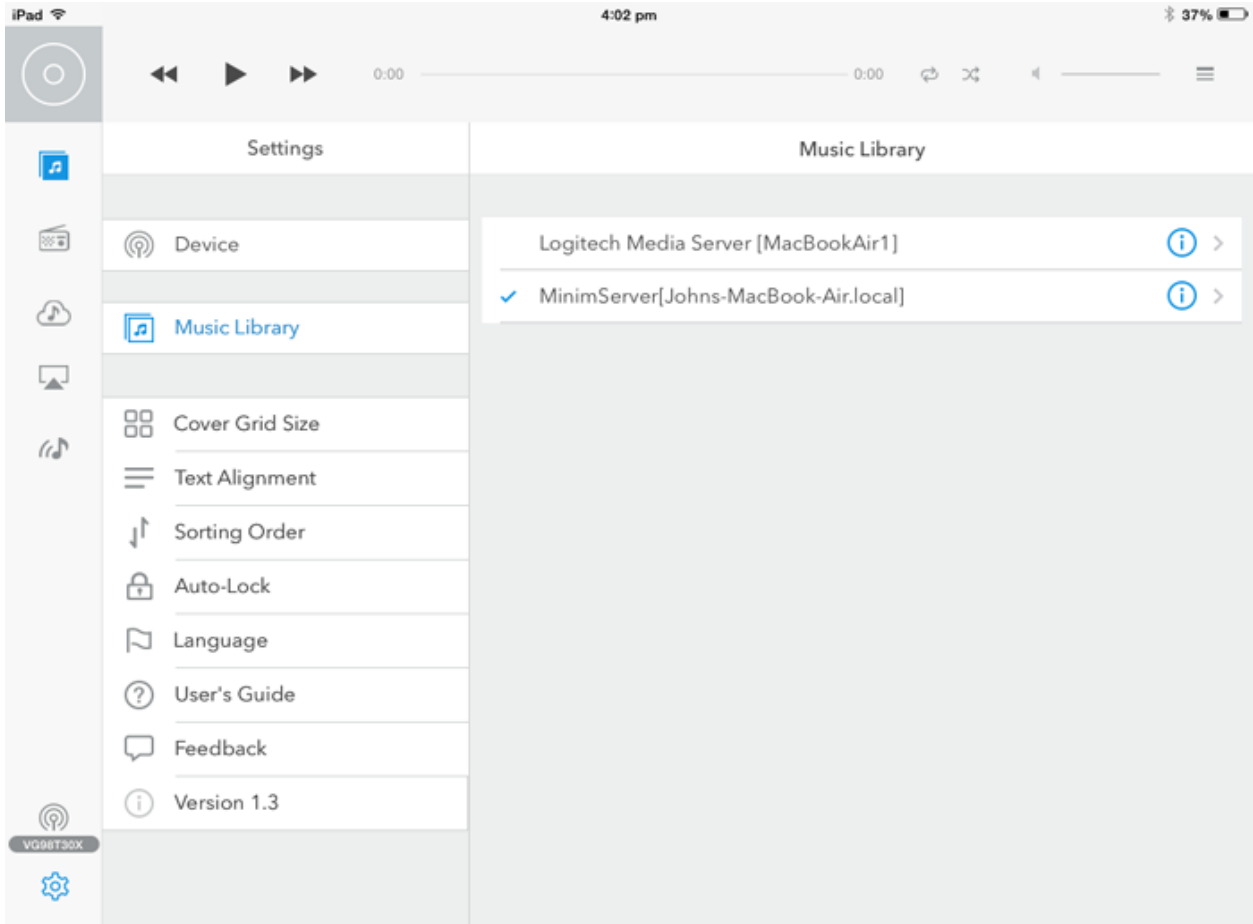 iPad 4:02 pm 37%
0:00 0:00
Settings
Music Library
Device
Music Library
Cover Grid Size
Text Alignment
Sorting Order
Auto-Lock
Language
User's Guide
Feedback
Version 1.3
Logitech Media Server [MacBookAir1]
MinimServer[Johns-MacBook-Air.local]
VG98T30X